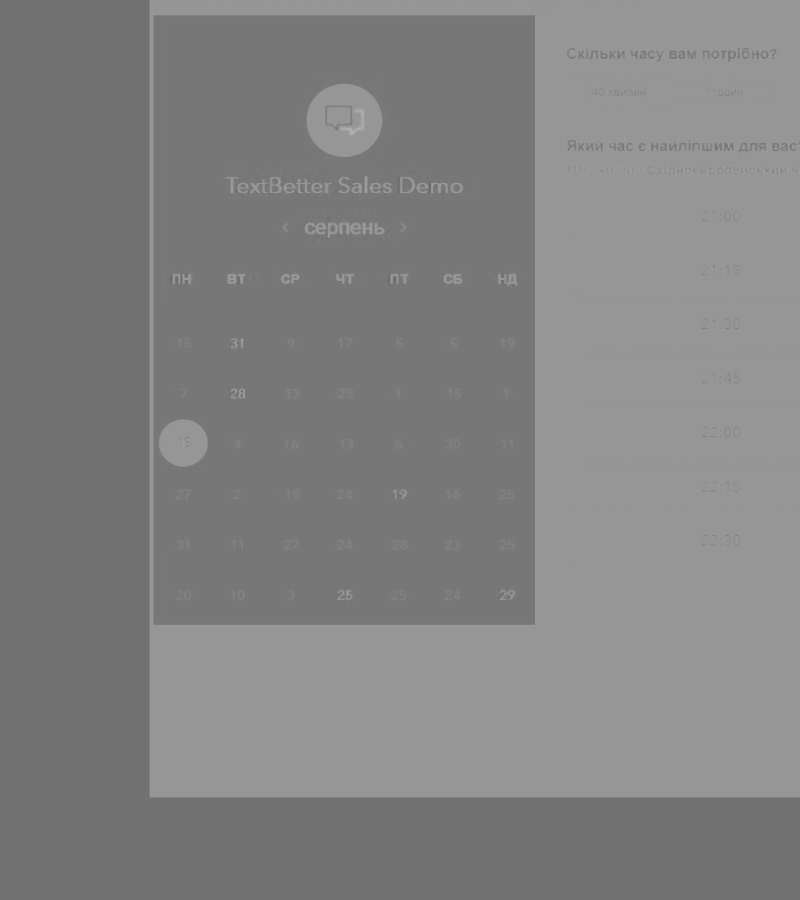 TextBetter Sales Demo
‹ серпень ›
ПН ВТ СР ЧТ ПТ СБ НД
15 31 9 17 5 5 19
7 28 13 28 1 15 1
15 4 16 13 6 30 11
27 2 15 24 19 16 25
31 11 27 24 28 23 25
20 10 3 25 25 24 29
Скільки часу вам потрібно?
40 хвилин 1 годин
Який час є найліпшим для вас?
Східноєвропейський
21:00
21:15
21:30
21:45
22:00
22:15
22:30